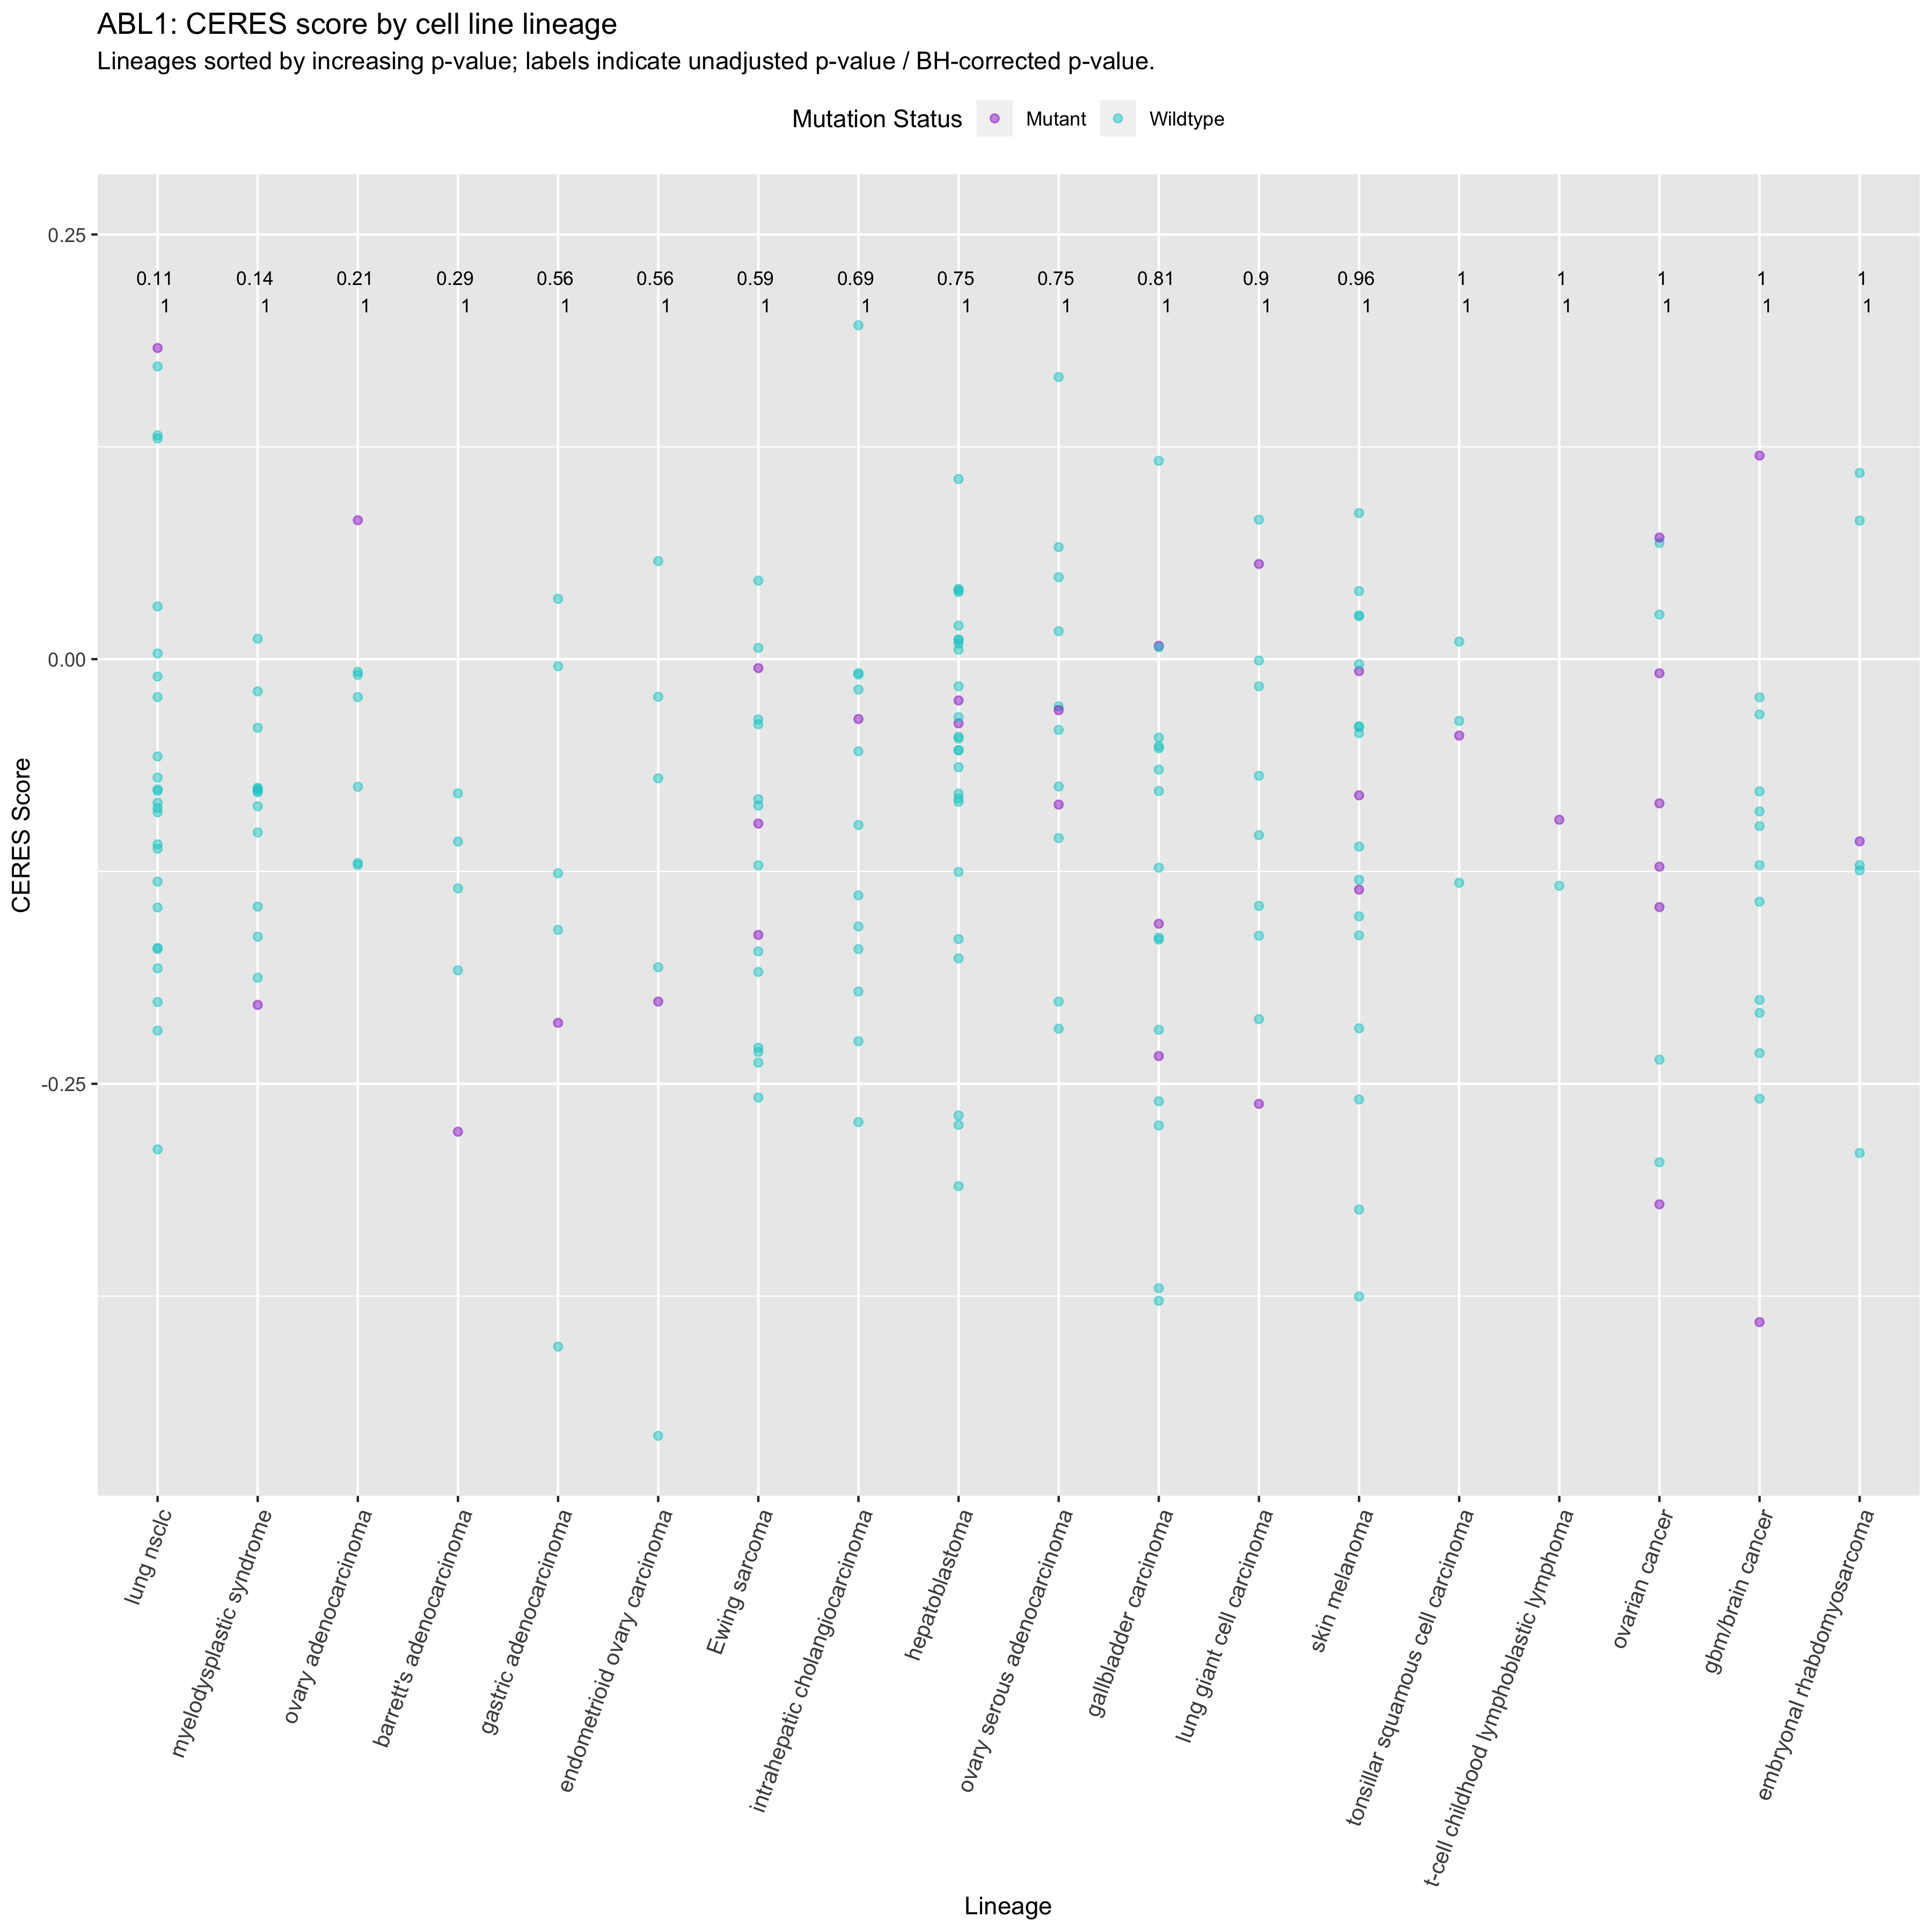 ABL1: CERES score by cell line lineage
Lineages sorted by increasing p-value; labels indicate unadjusted p-value / BH-corrected p-value.
Mutation Status Mutant Wildtype
0.25
0.11 0.14 0.21 0.29 0.56 0.56 0.59 0.69 0.75 0.75 0.81 0.9 0.96 1 1 1 1 1
1 1 1 1 1 1 1 1 1 1 1 1 1 1 1 1 1 1
0.00
CERES Score
-0.25
lung nsclc
myelodysplastic syndrome
ovary adenocarcinoma
barrett's adenocarcinoma
gastric adenocarcinoma
endometrioid ovary carcinoma
Ewing sarcoma
intrahepatic cholangiocarcinoma
hepatoblastoma
ovary serous adenocarcinoma
gallbladder carcinoma
lung giant cell carcinoma
skin melanoma
tonsillar squamous cell carcinoma
t-cell childhood lymphoblastic lymphoma
ovarian cancer
gbm/brain cancer
embryonal rhabdomyosarcoma
Lineage